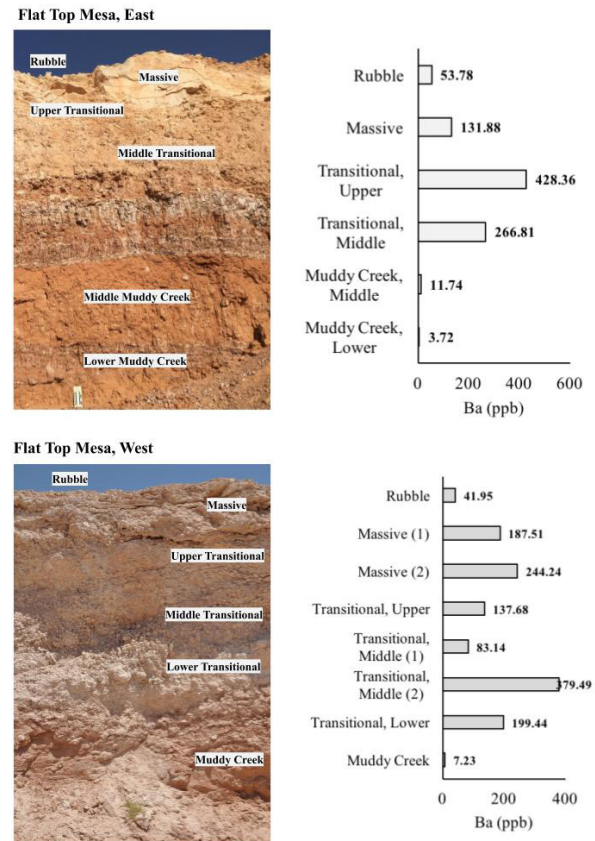 Flat Top Mesa, East
Rubble
Massive
Upper Transitional
Middle Transitional
Middle Muddy Creek
Lower Muddy Creek
Rubble
53.78
Massive
131.88
Transitional,
Upper
428.36
Transitional,
Middle
266.81
Muddy Creek,
Middle
11.74
Muddy Creek,
Lower
3.72
0 200 400 600
Ba (ppb)
Flat Top Mesa, West
Rubble
Massive
Upper Transitional
Middle Transitional
Lower Transitional
Muddy Creek
Rubble
41.95
Massive (1)
187.51
Massive (2)
244.24
Transitional, Upper
137.68
Transitional,
Middle (1)
83.14
Transitional,
Middle (2)
379.49
Transitional, Lower
199.44
Muddy Creek
7.23
0 200 400
Ba (ppb)